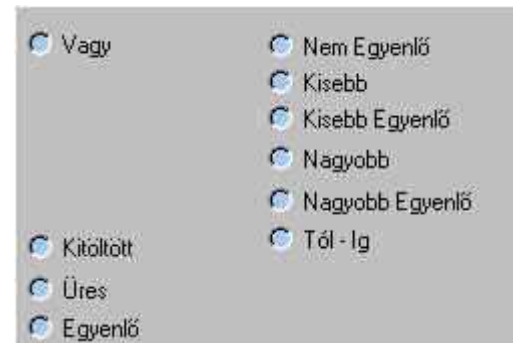 Vagy
Kitöltött
Üres
Egyenlő
Nem Egyenlő
Kisebb
Kisebb Egyenlő
Nagyobb
Nagyobb Egyenlő
Tól - Ig